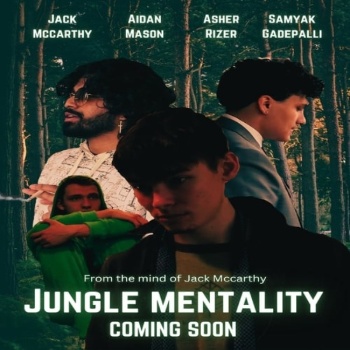 Jack Aidan Asher Samyak
Mccarthy Mason Rizer Gadepalli
From the mind of Jack Mccarthy
Jungle mentality
coming soon